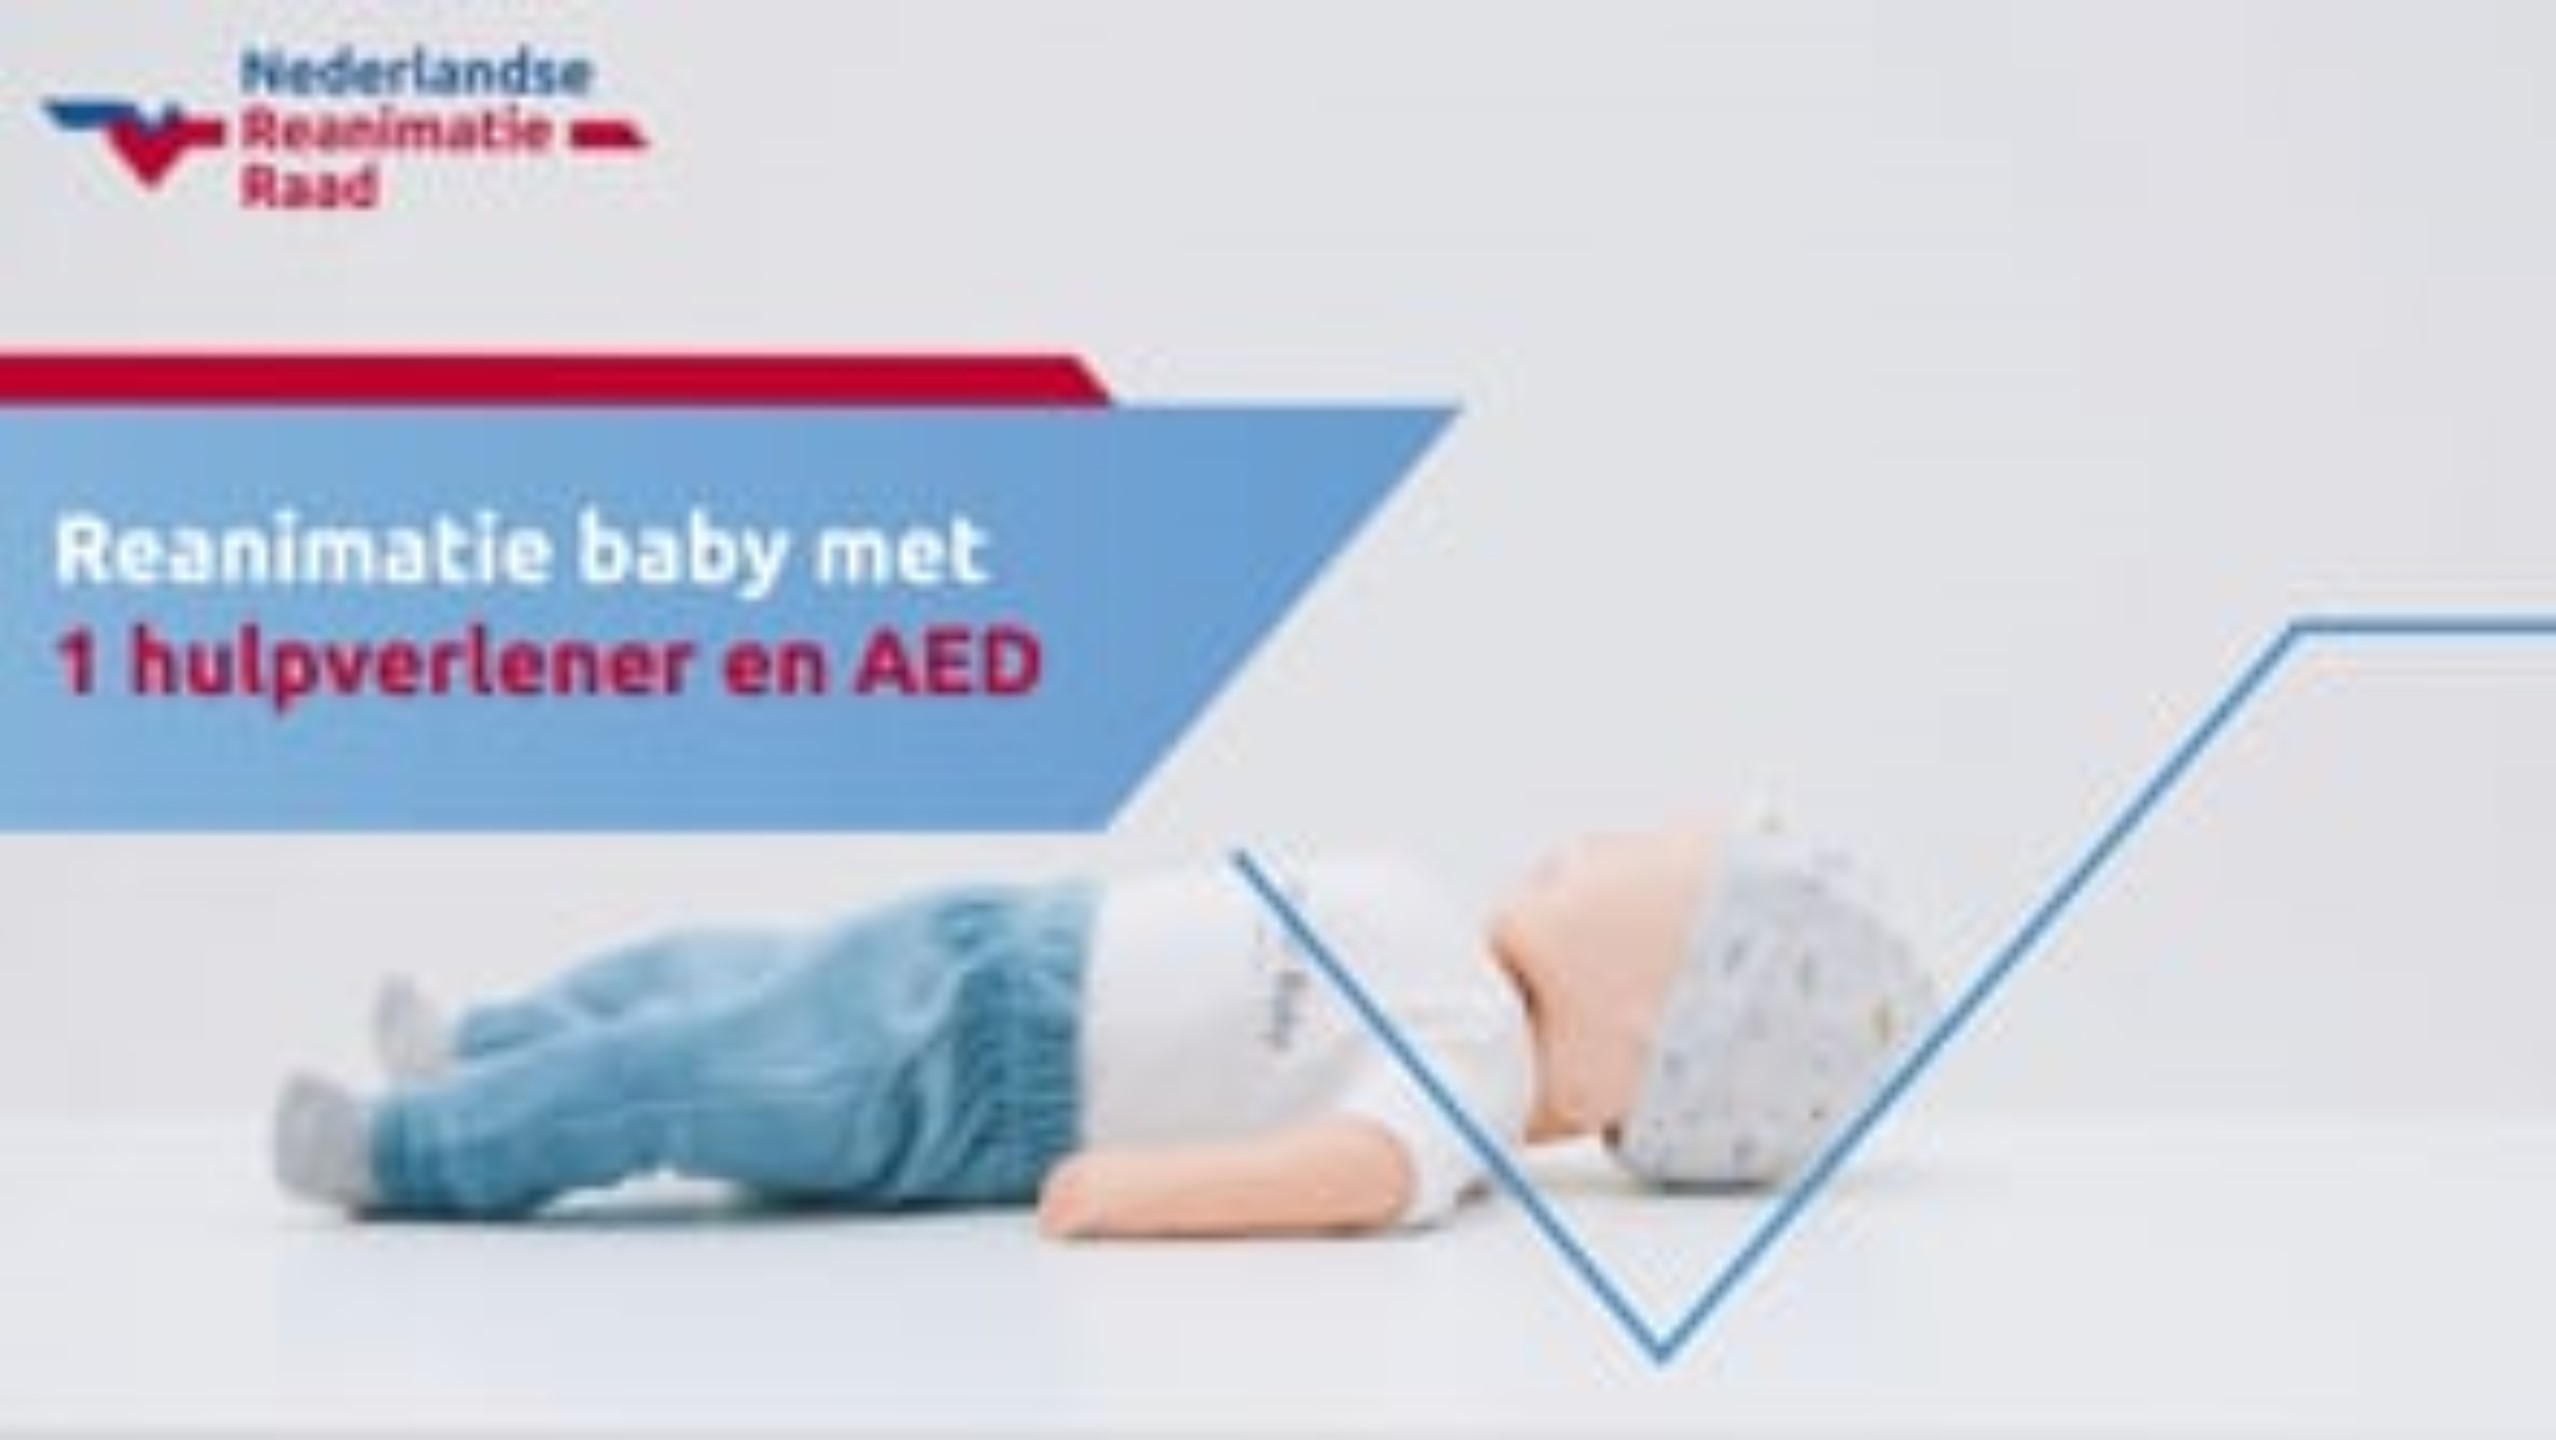 Nederlandse
Reanimatie
Raad
Reanimatie baby met
1 hulpverlener en AED